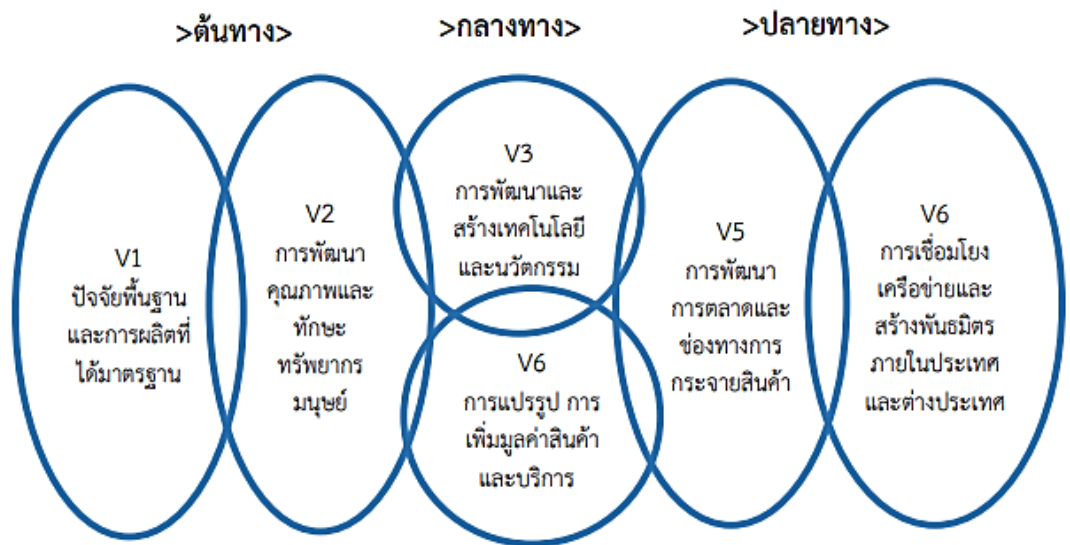 >ต้นทาง>
>กลางทาง>
>ปลายทาง>
V1
ปัจจัยพื้นฐาน
และการผลิตที่
ได้มาตรฐาน
V2
การพัฒนา
คุณภาพและ
ทักษะ
ทรัพยากร
มนุษย์
V3
การพัฒนาและ
สร้างเทคโนโลยี
และนวัตกรรม
V6
การแปรรูป การ
เพิ่มมูลค่าสินค้า
และบริการ
V5
การพัฒนา
การตลาดและ
ช่องทางการ
กระจายสินค้า
V6
การเชื่อมโยง
เครือข่ายและ
สร้างพันธมิตร
ภายในประเทศ
และต่างประเทศ